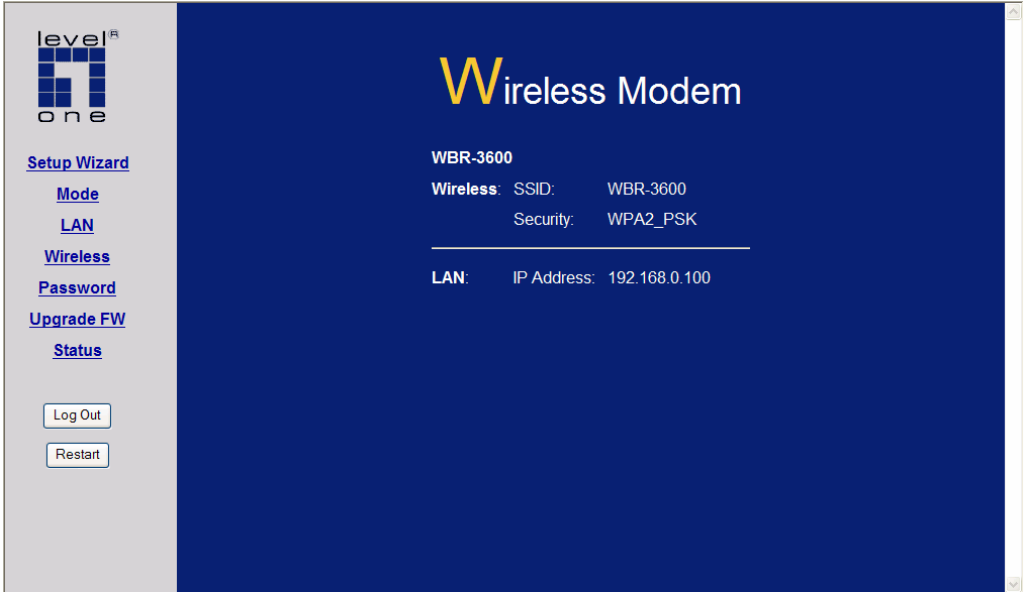 level®
one
Setup Wizard
Mode
LAN
Wireless
Password
Upgrade FW
Status
Log Out
Restart
Wireless Modem
WBR-3600
Wireless: SSID: WBR-3600
Security: WPA2_PSK
LAN: IP Address: 192.168.0.100